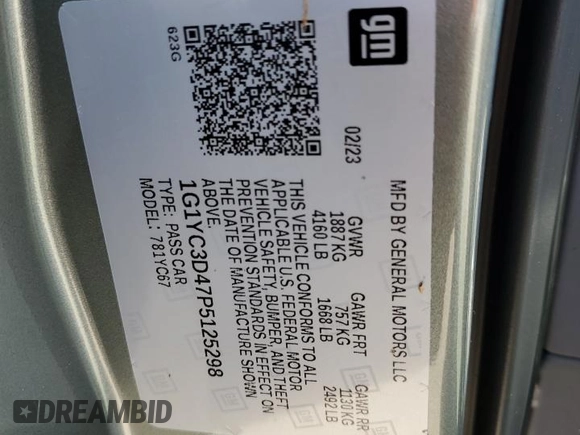 gm
MFD BY GENERAL MOTORS LLC
02/23
GVWR GAWR FRT GAWR RR
1887 KG 757 KG 1130 KG
4160 LB 1668 LB 2492 LB
THIS VEHICLE CONFORMS TO ALL
APPLICABLE U.S. FEDERAL MOTOR
VEHICLE SAFETY, BUMPER, AND THEFT
PREVENTION STANDARDS IN EFFECT ON
THE DATE OF MANUFACTURE SHOWN
ABOVE.
1G1YC3D47P5125298
TYPE: PASS CAR
MODEL: 781YC67
623G
DREAMBID